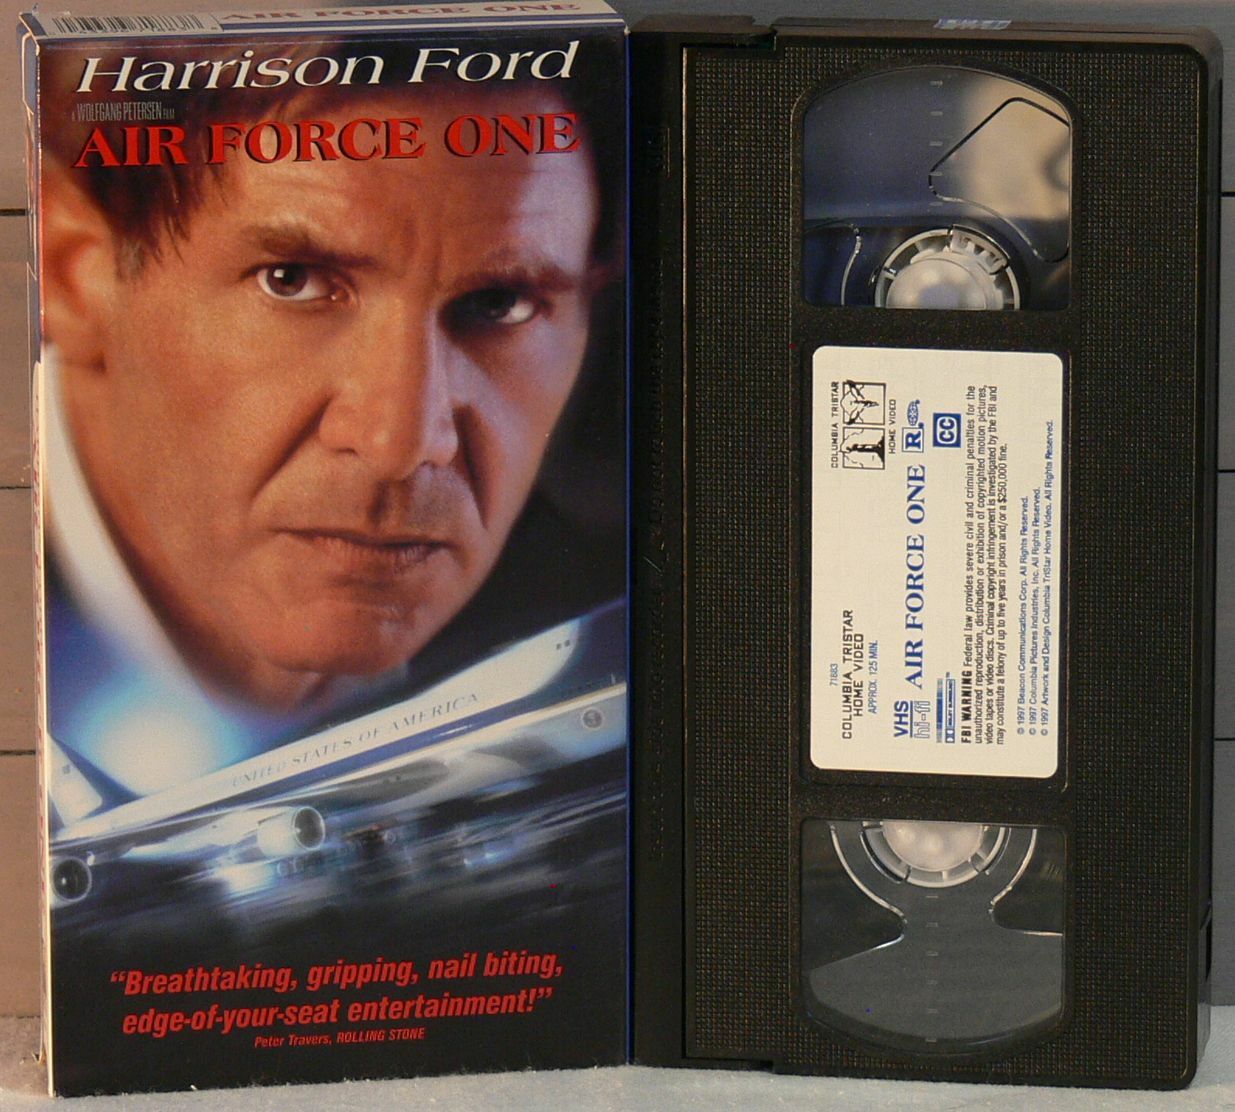 AIR FORCE ONE
Harrison Ford
A WOLFGANG PETERSEN FILM
AIR FORCE ONE
UNITED STATES OF AMERICA
"Breathtaking, gripping, nail biting,
edge-of-your-seat entertainment!"
Peter Travers, ROLLING STONE
71883
COLUMBIA TRISTAR
HOME VIDEO
APPROX. 125 MIN.
COLUMBIA TRISTAR
HOME VIDEO
VHS
hi-fi
AIR FORCE ONE R
CC
FBI WARNING Federal law provides severe civil and criminal penalties for the
unauthorized reproduction, distribution or exhibition of copyrighted motion pictures,
video tapes or video discs. Criminal copyright infringement is investigated by the FBI and
may constitute a felony of up to five years in prison and/or a $250,000 fine.
© 1997 Beacon Communications Corp. All Rights Reserved.
© 1997 Columbia Pictures Industries, Inc. All Rights Reserved.
© 1997 Artwork and Design Columbia TriStar Home Video. All Rights Reserved.